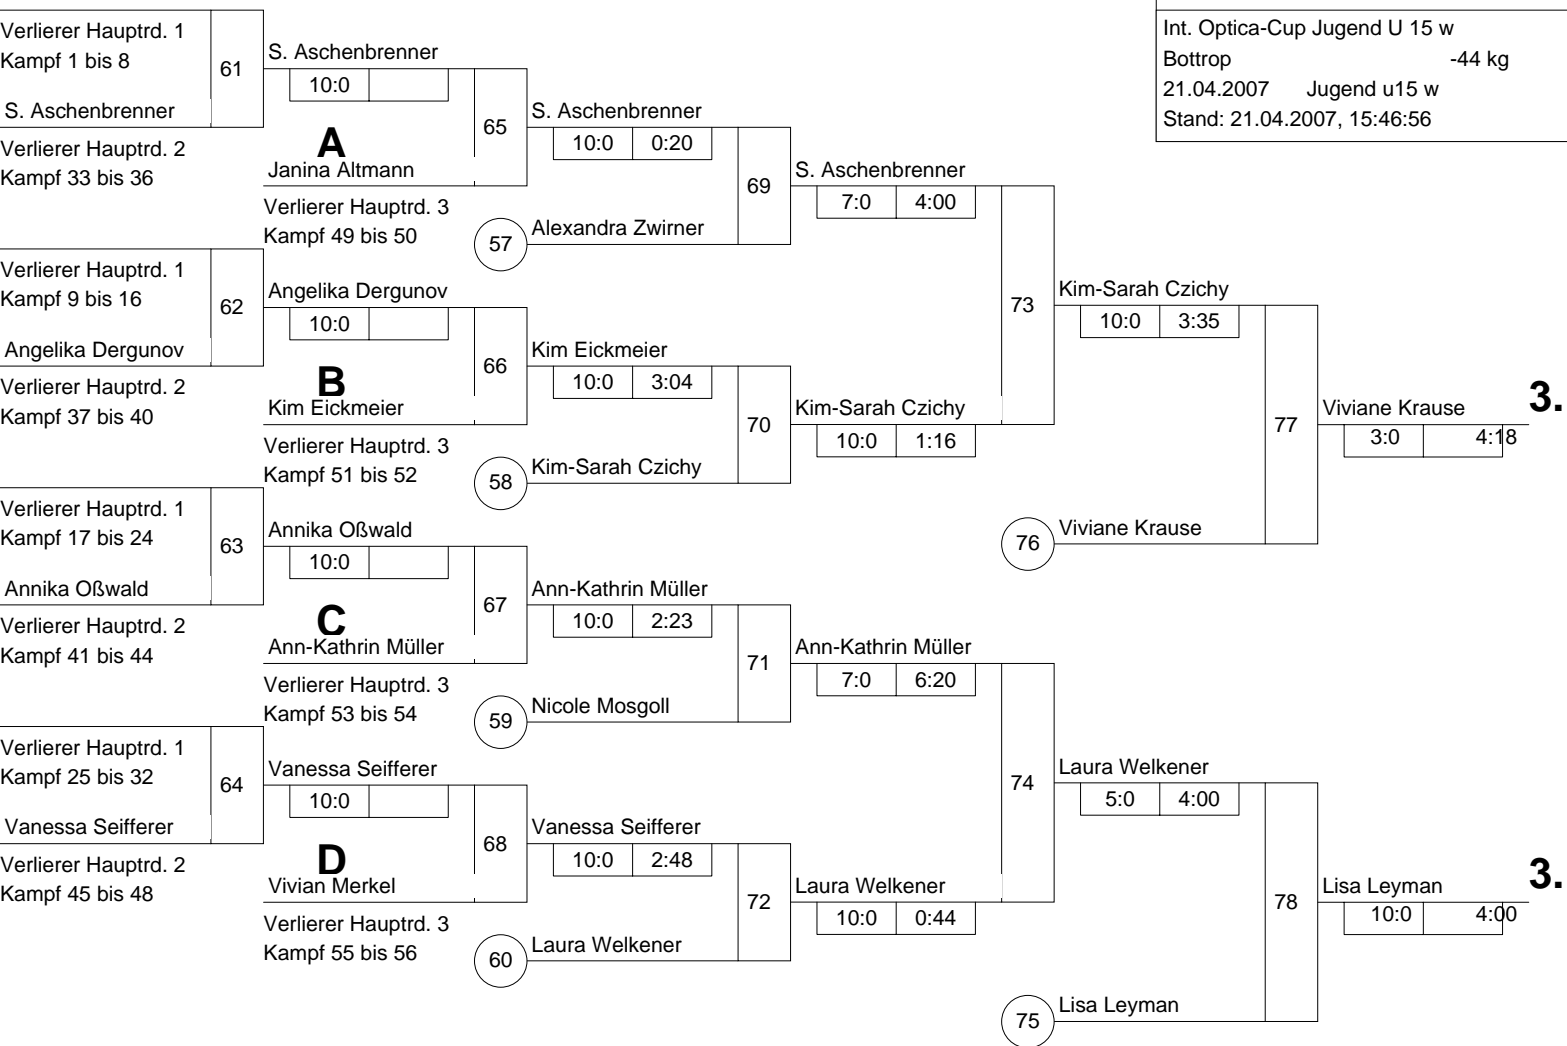 Int. Optica-Cup Jugend U 15 w
Bottrop -44 kg
21.04.2007 Jugend u15 w
Stand: 21.04.2007, 15:46:56
Verlierer Hauptrd. 1
Kampf 1 bis 8
61
S. Aschenbrenner
Verlierer Hauptrd. 2
Kampf 33 bis 36
Verlierer Hauptrd. 1
Kampf 9 bis 16
62
Angelika Dergunov
Verlierer Hauptrd. 2
Kampf 37 bis 40
Verlierer Hauptrd. 1
Kampf 17 bis 24
63
Annika Oßwald
Verlierer Hauptrd. 2
Kampf 41 bis 44
Verlierer Hauptrd. 1
Kampf 25 bis 32
64
Vanessa Seifferer
Verlierer Hauptrd. 2
Kampf 45 bis 48
S. Aschenbrenner
10:0
A
65
Janina Altmann
Verlierer Hauptrd. 3
Kampf 49 bis 50
Angelika Dergunov
10:0
B
66
Kim Eickmeier
Verlierer Hauptrd. 3
Kampf 51 bis 52
Annika Oßwald
10:0
C
67
Ann-Kathrin Müller
Verlierer Hauptrd. 3
Kampf 53 bis 54
Vanessa Seifferer
10:0
D
68
Vivian Merkel
Verlierer Hauptrd. 3
Kampf 55 bis 56
S. Aschenbrenner
10:0 0:20
69
57 Alexandra Zwirner
Kim Eickmeier
10:0 3:04
70
58 Kim-Sarah Czichy
Ann-Kathrin Müller
10:0 2:23
71
59 Nicole Mosgoll
Vanessa Seifferer
10:0 2:48
72
60 Laura Welkener
S. Aschenbrenner
7:0 4:00
73
Kim-Sarah Czichy
10:0 1:16
Ann-Kathrin Müller
7:0 6:20
74
Laura Welkener
10:0 0:44
Kim-Sarah Czichy
10:0 3:35
77
76 Viviane Krause
Laura Welkener
5:0 4:00
78
75 Lisa Leyman
Viviane Krause 3.
3:0 4:18
Lisa Leyman 3.
10:0 4:00